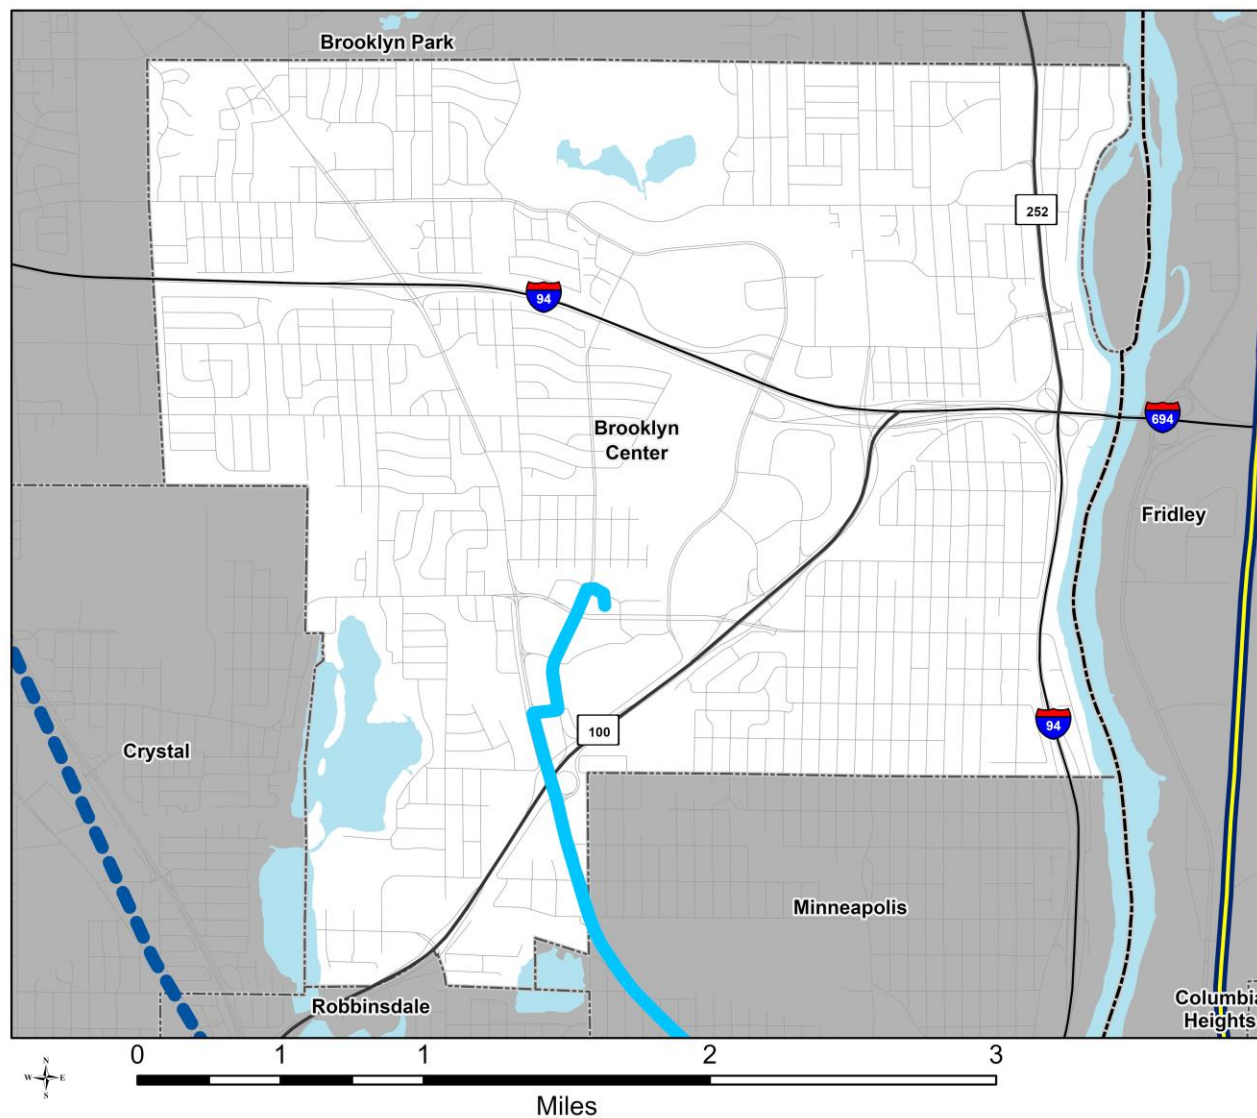 Brooklyn Park
252
94
Brooklyn
Center
694
Fridley
Crystal
100
94
Minneapolis
Robbinsdale
Columbia
Heights
N
W E
S
0 1 1 2 3
Miles